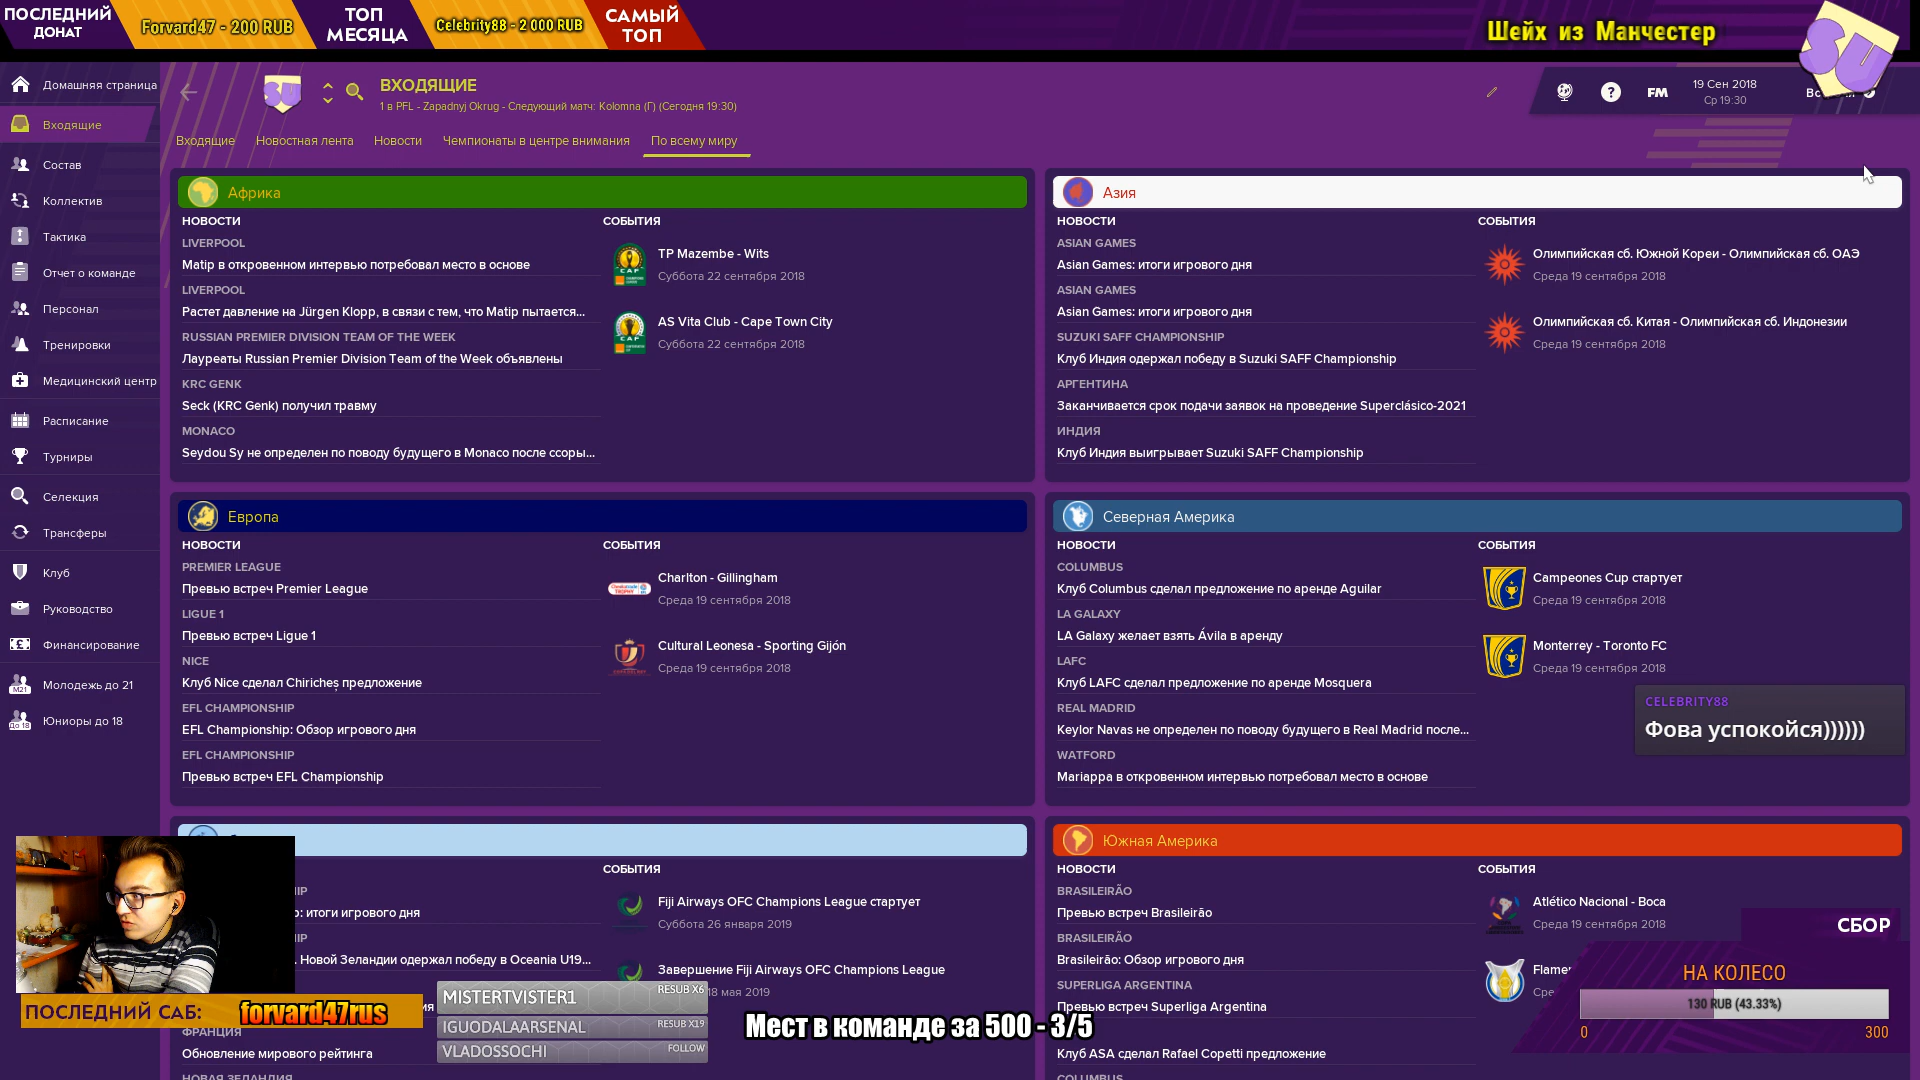 ПОСЛЕДНИЙ
ДОНАТ
Forvard47 - 200 RUB
ТОП
МЕСЯЦА
Celebrity88 - 2 000 RUB
САМЫЙ
ТОП
Шейх из Манчестер
SU
Домашняя страница
Входящие
Состав
Коллектив
Тактика
Отчет о команде
Персонал
Тренировки
Медицинский центр
Расписание
Турниры
Селекция
Трансферы
Клуб
Руководство
Финансирование
Молодежь до 21
Юниоры до 18
ВХОДЯЩИЕ
1 в PFL - Zapadnyj Okrug - Следующий матч: Kolomna (Г) (Сегодня 19:30)
FM
19 Сен 2018
Ср 19:30
Входящие
Новостная лента
Новости
Чемпионаты в центре внимания
По всему миру
Африка
НОВОСТИ
LIVERPOOL
Matip в откровенном интервью потребовал место в основе
LIVERPOOL
Растет давление на Jürgen Klopp, в связи с тем, что Matip пытается...
RUSSIAN PREMIER DIVISION TEAM OF THE WEEK
Лауреаты Russian Premier Division Team of the Week объявлены
KRC GENK
Seck (KRC Genk) получил травму
MONACO
Seydou Sy не определен по поводу будущего в Monaco после ссоры...
СОБЫТИЯ
TP Mazembe - Wits
Суббота 22 сентября 2018
AS Vita Club - Cape Town City
Суббота 22 сентября 2018
Азия
НОВОСТИ
ASIAN GAMES
Asian Games: итоги игрового дня
ASIAN GAMES
Asian Games: итоги игрового дня
SUZUKI SAFF CHAMPIONSHIP
Клуб Индия одержал победу в Suzuki SAFF Championship
АРГЕНТИНА
Заканчивается срок подачи заявок на проведение Superclásico-2021
ИНДИЯ
Клуб Индия выигрывает Suzuki SAFF Championship
СОБЫТИЯ
Олимпийская сб. Южной Кореи - Олимпийская сб. ОАЭ
Среда 19 сентября 2018
Олимпийская сб. Китая - Олимпийская сб. Индонезии
Среда 19 сентября 2018
Европа
НОВОСТИ
PREMIER LEAGUE
Превью встреч Premier League
LIGUE 1
Превью встреч Ligue 1
NICE
Клуб Nice сделал Chiricheș предложение
EFL CHAMPIONSHIP
EFL Championship: Обзор игрового дня
EFL CHAMPIONSHIP
Превью встреч EFL Championship
СОБЫТИЯ
Charlton - Gillingham
Среда 19 сентября 2018
Cultural Leonesa - Sporting Gijón
Среда 19 сентября 2018
Северная Америка
НОВОСТИ
COLUMBUS
Клуб Columbus сделал предложение по аренде Aguilar
LA GALAXY
LA Galaxy желает взять Ávila в аренду
LAFC
Клуб LAFC сделал предложение по аренде Mosquera
REAL MADRID
Keylor Navas не определен по поводу будущего в Real Madrid после...
WATFORD
Mariappa в откровенном интервью потребовал место в основе
СОБЫТИЯ
Campeones Cup стартует
Среда 19 сентября 2018
Monterrey - Toronto FC
Среда 19 сентября 2018
CELEBRITY88
Фова успокойся))))))
итоги игрового дня
Новой Зеландии одержал победу в Oceania U19...
ФРАНЦИЯ
Обновление мирового рейтинга
НОВАЯ ЗЕЛАНДИЯ
СОБЫТИЯ
Fiji Airways OFC Champions League стартует
Суббота 26 января 2019
Завершение Fiji Airways OFC Champions League
18 мая 2019
Южная Америка
НОВОСТИ
BRASILEIRÃO
Превью встреч Brasileirão
BRASILEIRÃO
Brasileirão: Обзор игрового дня
SUPERLIGA ARGENTINA
Превью встреч Superliga Argentina
Клуб ASA сделал Rafael Copetti предложение
COLUMBUS
СОБЫТИЯ
Atlético Nacional - Boca
Среда 19 сентября 2018
ПОСЛЕДНИЙ САБ:
forvard47rus
MISTERTVISTER1
RESUB X6
IGUODALAARSENAL
RESUB X19
VLADOSSOCHI
FOLLOW
Мест в команде за 500 - 3/5
СБОР
НА КОЛЕСО
130 RUB (43.33%)
0
300